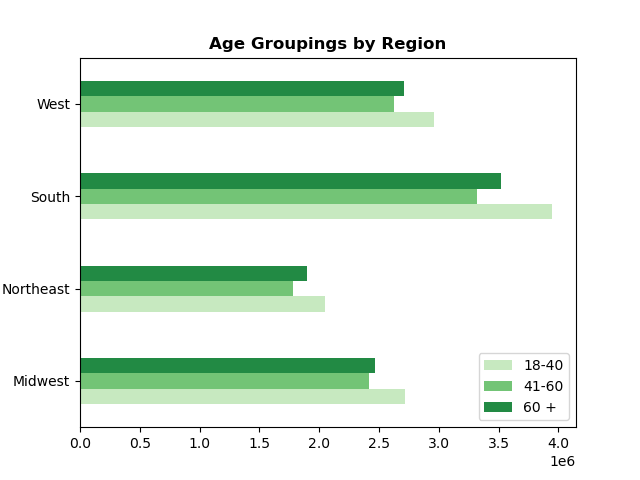 Age Groupings by Region
West
South
Northeast
Midwest
18-40
41-60
60 +
0.0 0.5 1.0 1.5 2.0 2.5 3.0 3.5 4.0
1e6